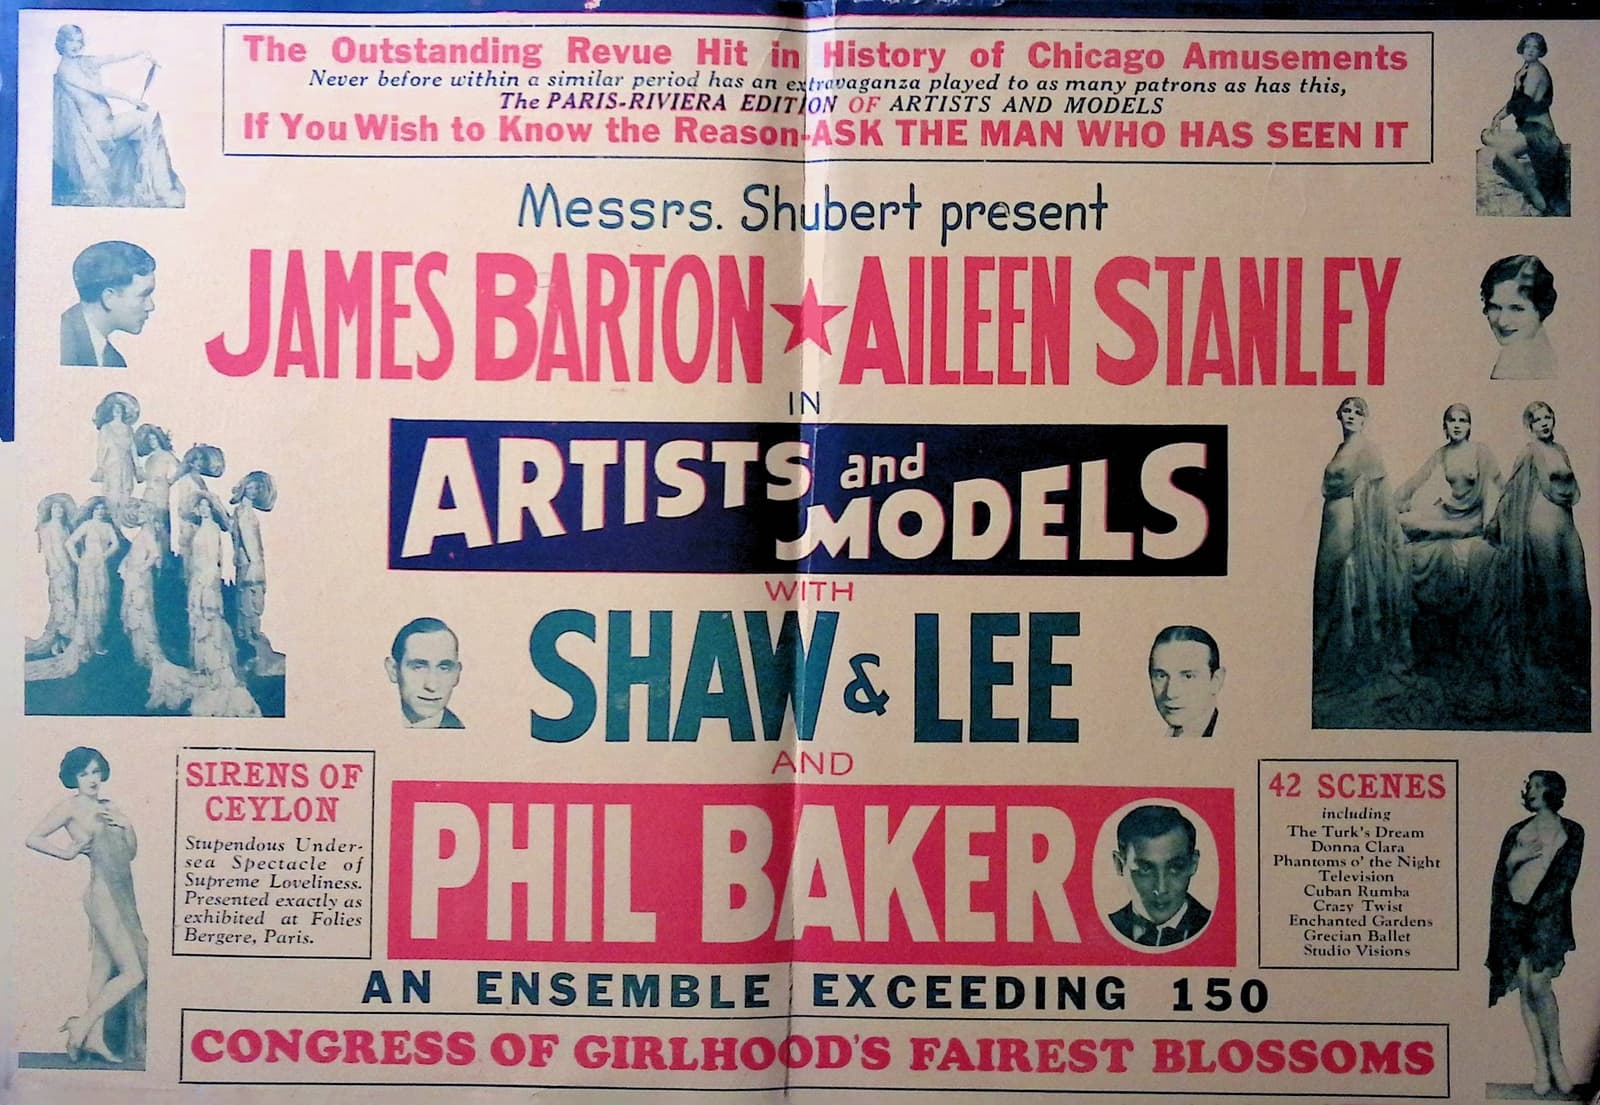 The Outstanding Revue Hit in History of Chicago Amusements
Never before within a similar period has an extravaganza played to as many patrons as has this,
The PARIS-RIVIERA EDITION OF ARTISTS AND MODELS
If You Wish to Know the Reason-ASK THE MAN WHO HAS SEEN IT
Messrs. Shubert present
JAMES BARTON ★ AILEEN STANLEY
IN
ARTISTS and MODELS
WITH
SHAW & LEE
AND
PHIL BAKER
SIRENS OF
CEYLON
Stupendous Under-
sea Spectacle of
Supreme Loveliness.
Presented exactly as
exhibited at Folies
Bergere, Paris.
42 SCENES
including
The Turk's Dream
Donna Clara
Phantoms o' the Night
Television
Cuban Rumba
Crazy Twist
Enchanted Gardens
Grecian Ballet
Studio Visions
AN ENSEMBLE EXCEEDING 150
CONGRESS OF GIRLHOOD'S FAIREST BLOSSOMS